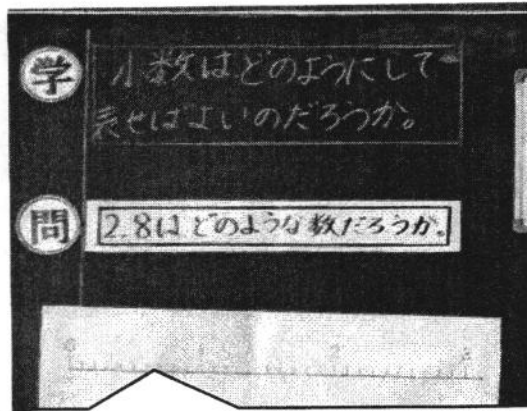 学
小数はどのようにして
表せばよいのだろうか。
問
2.8はどのような数だろうか。
0 1 2 3